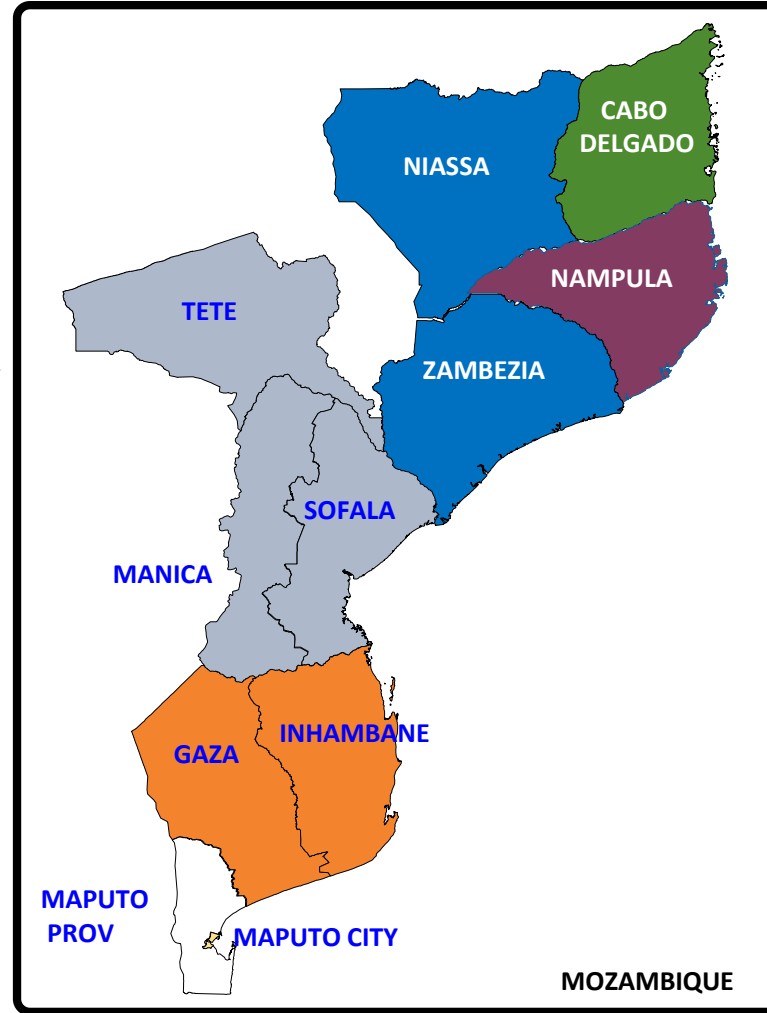 CABO
DELGADO
NIASSA
NAMPULA
TETE
ZAMBEZIA
SOFALA
MANICA
INHAMBANE
GAZA
MAPUTO
PROV
MAPUTO CITY
MOZAMBIQUE